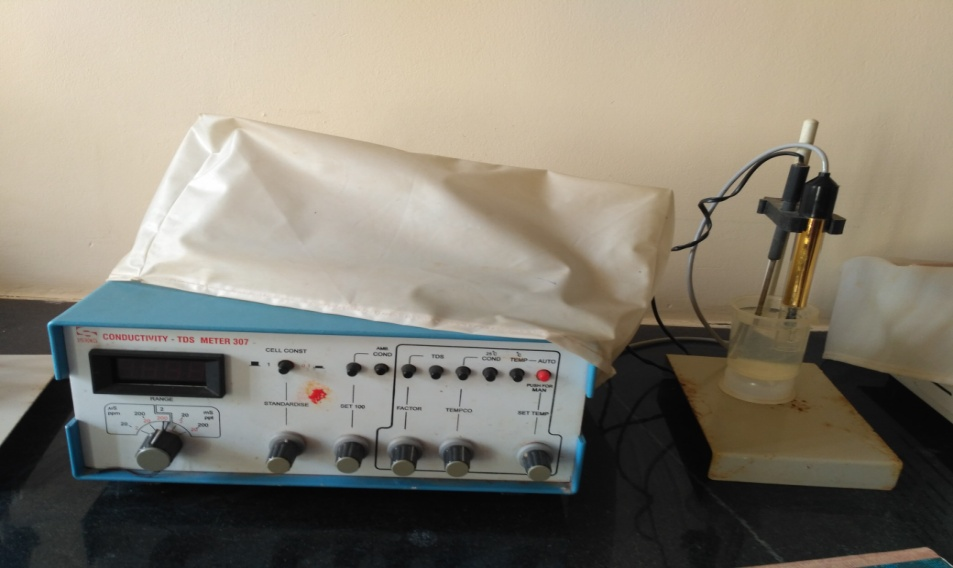 CONDUCTIVITY - TDS METER 307
CELL CONST
AMB
COND
TDS
25°C
COND
°C
TEMP
AUTO
PUSH FOR
MAN
RANGE
STANDARDISE
SET 100
FACTOR
TEMPCO
SET TEMP
20
200
2
20
200